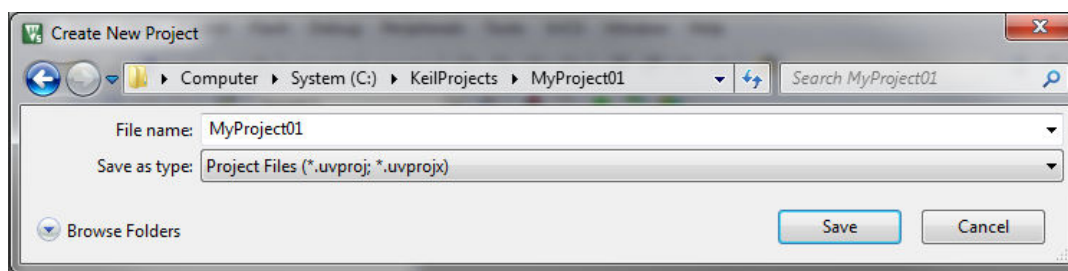 Create New Project
Computer System (C:) KeilProjects MyProject01 Search MyProject01
File name: MyProject01
Save as type: Project Files (*.uvproj; *.uvprojx)
Browse Folders Save Cancel